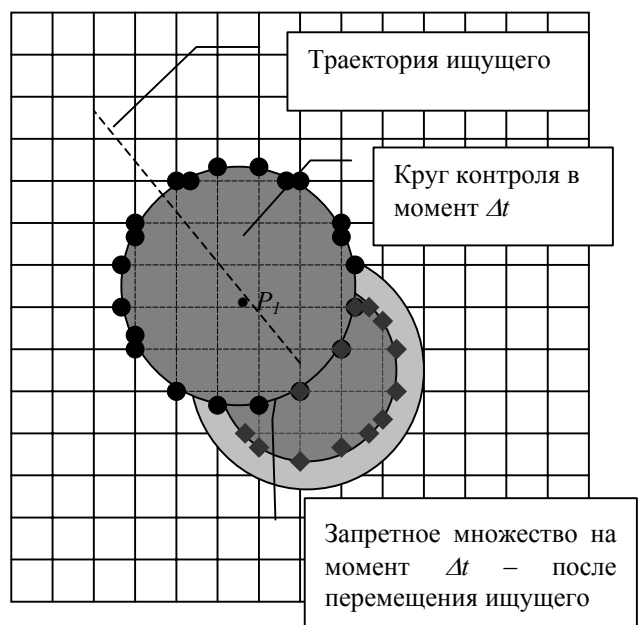 Траектория ищущего
Круг контроля в
момент Δt
P₁
Запретное множество на
момент Δt – после
перемещения ищущего